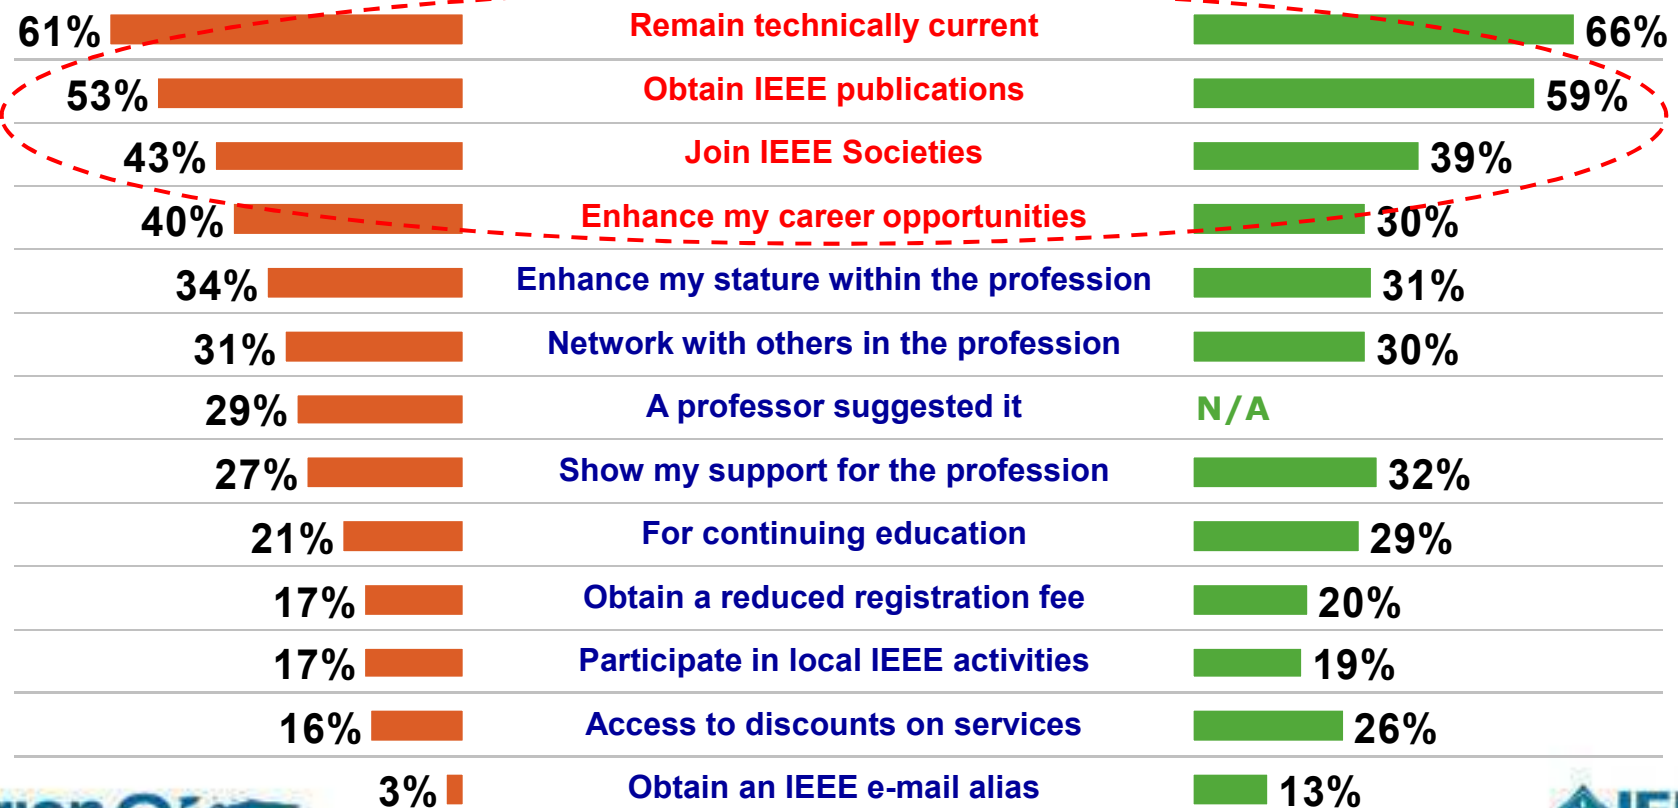 61% Remain technically current 66%
53% Obtain IEEE publications 59%
43% Join IEEE Societies 39%
40% Enhance my career opportunities 30%
34% Enhance my stature within the profession 31%
31% Network with others in the profession 30%
29% A professor suggested it N/A
27% Show my support for the profession 32%
21% For continuing education 29%
17% Obtain a reduced registration fee 20%
17% Participate in local IEEE activities 19%
16% Access to discounts on services 26%
3% Obtain an IEEE e-mail alias 13%